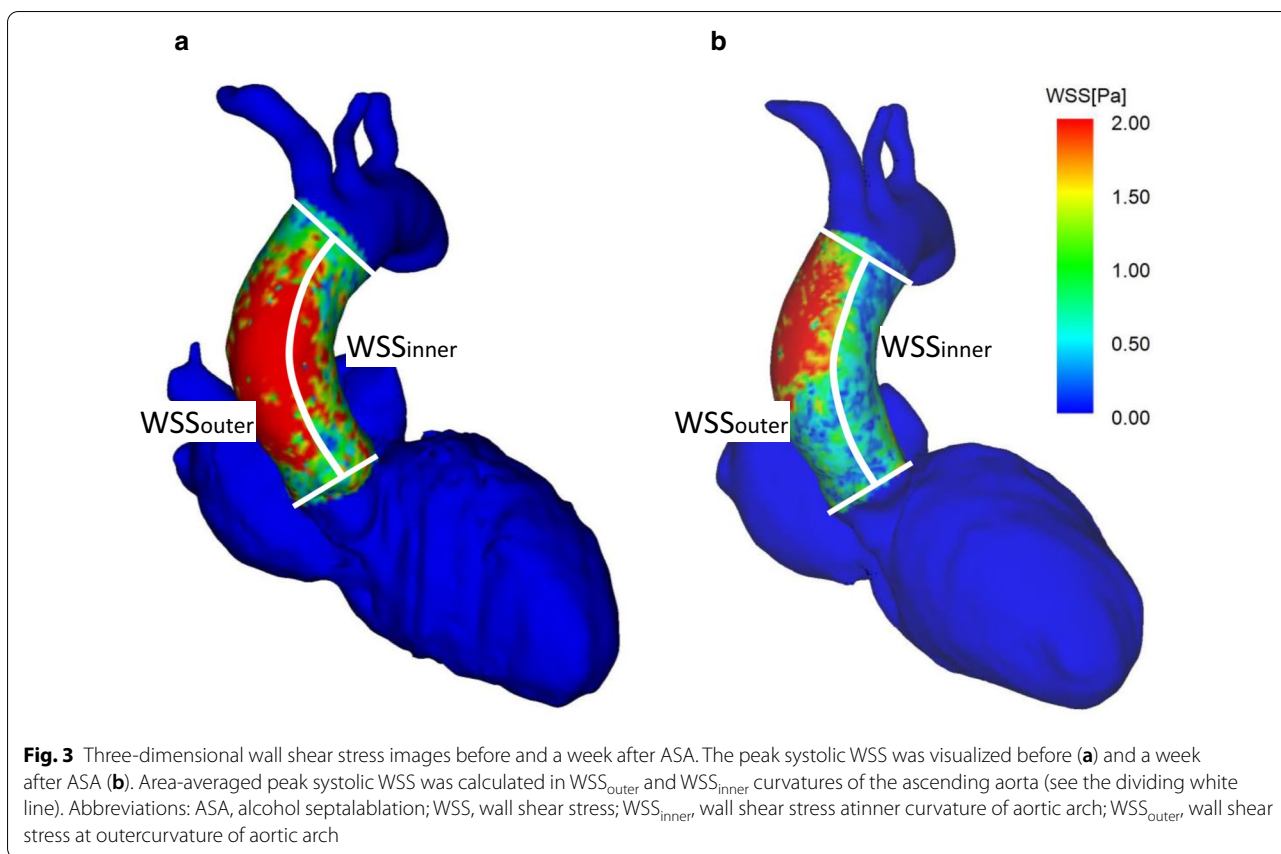 a
b
WSS[Pa]
2.00
1.50
1.00
0.50
0.00
WSSinner
WSSouter
WSSinner
WSSouter
Fig. 3 Three-dimensional wall shear stress images before and a week after ASA. The peak systolic WSS was visualized before (a) and a week
after ASA (b). Area-averaged peak systolic WSS was calculated in WSSouter and WSSinner curvatures of the ascending aorta (see the dividing white
line). Abbreviations: ASA, alcohol septalablation; WSS, wall shear stress; WSSinner, wall shear stress atinner curvature of aortic arch; WSSouter, wall shear
stress at outercurvature of aortic arch